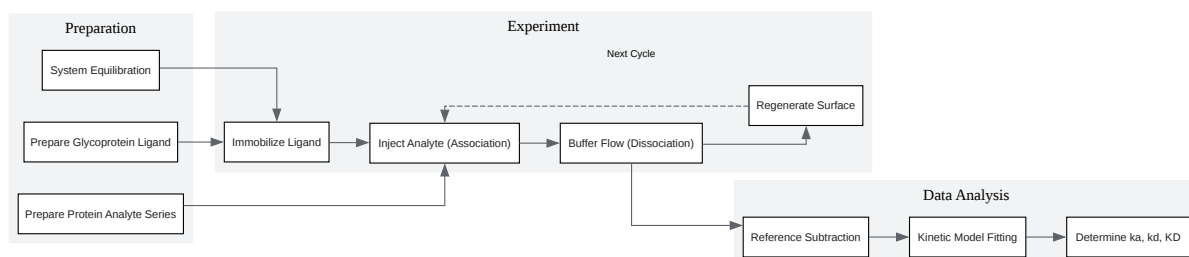 Preparation
System Equilibration
Prepare Glycoprotein Ligand
Prepare Protein Analyte Series
Experiment
Next Cycle
Immobilize Ligand
Inject Analyte (Association)
Buffer Flow (Dissociation)
Regenerate Surface
Data Analysis
Reference Subtraction
Kinetic Model Fitting
Determine ka, kd, KD